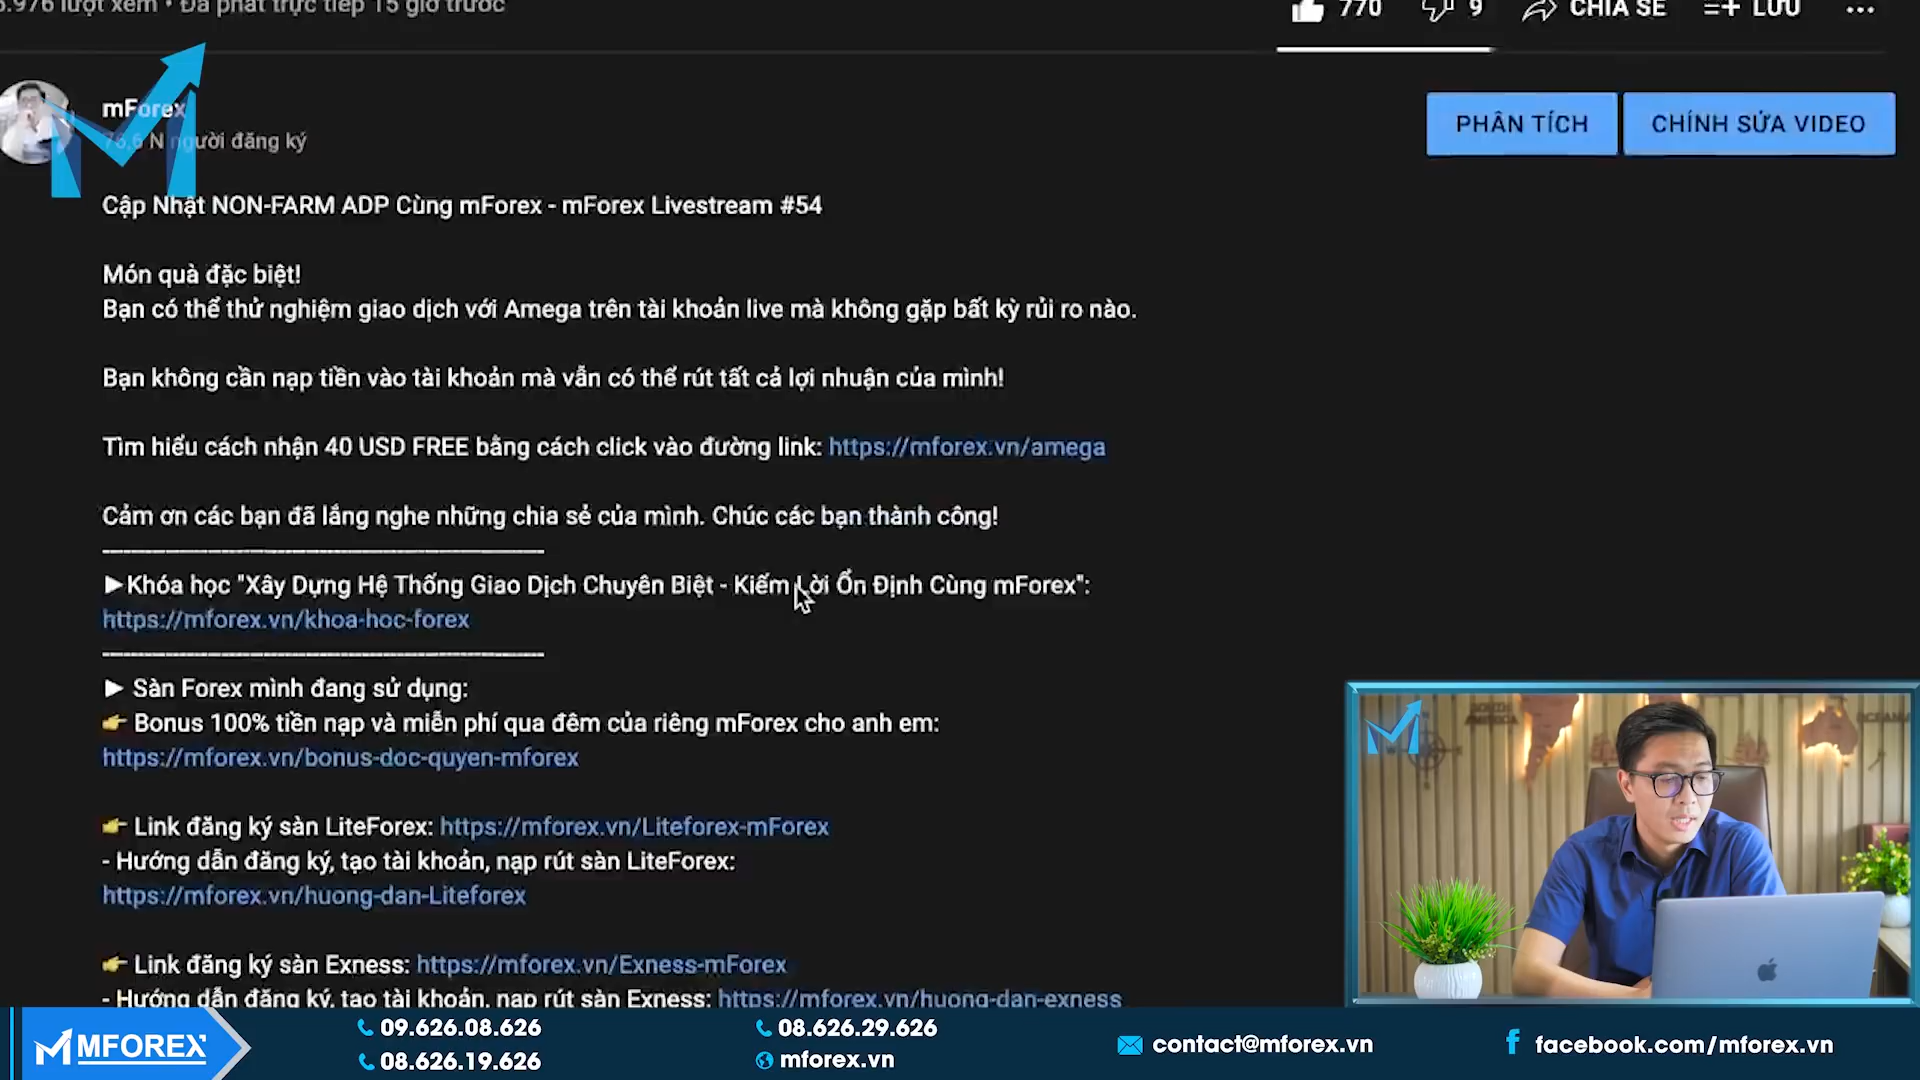 lượt xem • Đã phát trực tiếp 15 giờ trước
770
9
CHIA SẺ
LƯU
mForex
N người đăng ký
PHÂN TÍCH
CHỈNH SỬA VIDEO
Cập Nhật NON-FARM ADP Cùng mForex - mForex Livestream #54
Món quà đặc biệt!
Bạn có thể thử nghiệm giao dịch với Amega trên tài khoản live mà không gặp bất kỳ rủi ro nào.
Bạn không cần nạp tiền vào tài khoản mà vẫn có thể rút tất cả lợi nhuận của mình!
Tìm hiểu cách nhận 40 USD FREE bằng cách click vào đường link: https://mforex.vn/amega
Cảm ơn các bạn đã lắng nghe những chia sẻ của mình. Chúc các bạn thành công!
►Khóa học "Xây Dựng Hệ Thống Giao Dịch Chuyên Biệt - Kiếm Lời Ổn Định Cùng mForex":
https://mforex.vn/khoa-hoc-forex
► Sàn Forex mình đang sử dụng:
👉 Bonus 100% tiền nạp và miễn phí qua đêm của riêng mForex cho anh em:
https://mforex.vn/bonus-doc-quyen-mforex
👉 Link đăng ký sàn LiteForex: https://mforex.vn/Liteforex-mForex
- Hướng dẫn đăng ký, tạo tài khoản, nạp rút sàn LiteForex:
https://mforex.vn/huong-dan-Liteforex
👉 Link đăng ký sàn Exness: https://mforex.vn/Exness-mForex
- Hướng dẫn đăng ký, tạo tài khoản, nạp rút sàn Exness: https://mforex.vn/huong-dan-exness
MFOREX
09.626.08.626
08.626.19.626
08.626.29.626
mforex.vn
contact@mforex.vn
facebook.com/mforex.vn